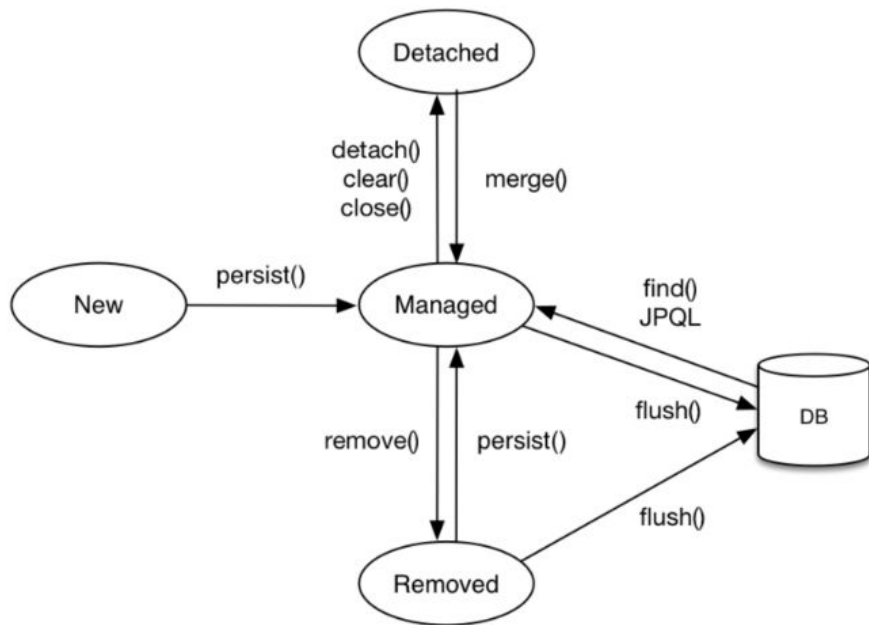 Detached
detach()
clear()
close()
merge()
persist()
New
Managed
find()
JPQL
flush()
DB
remove()
persist()
flush()
Removed